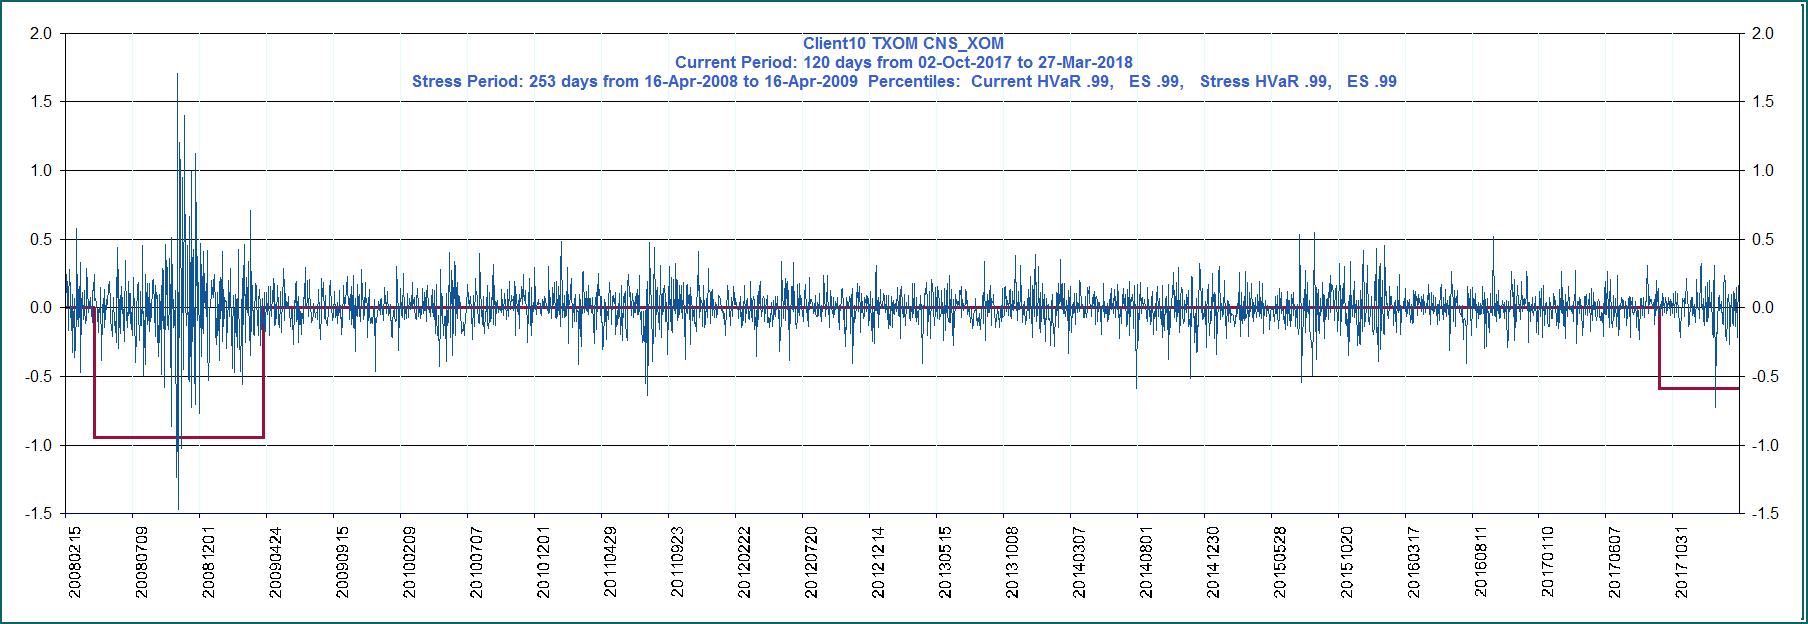 Client10 TXOM CNS_XOM
Current Period: 120 days from 02-Oct-2017 to 27-Mar-2018
Stress Period: 253 days from 16-Apr-2008 to 16-Apr-2009  Percentiles:  Current HVaR .99,   ES .99,   Stress HVaR .99,   ES .99
2.0 2.0
1.5 1.5
1.0 1.0
0.5 0.5
0.0 0.0
-0.5 -0.5
-1.0 -1.0
-1.5 -1.5
20080215 20080709 20081201 20090424 20090915 20100209 20100707 20101201 20110429 20110923 20120222 20120720 20121214 20130515 20131008 20140307 20140801 20141230 20150528 20151020 20160317 20160811 20170110 20170607 20171031